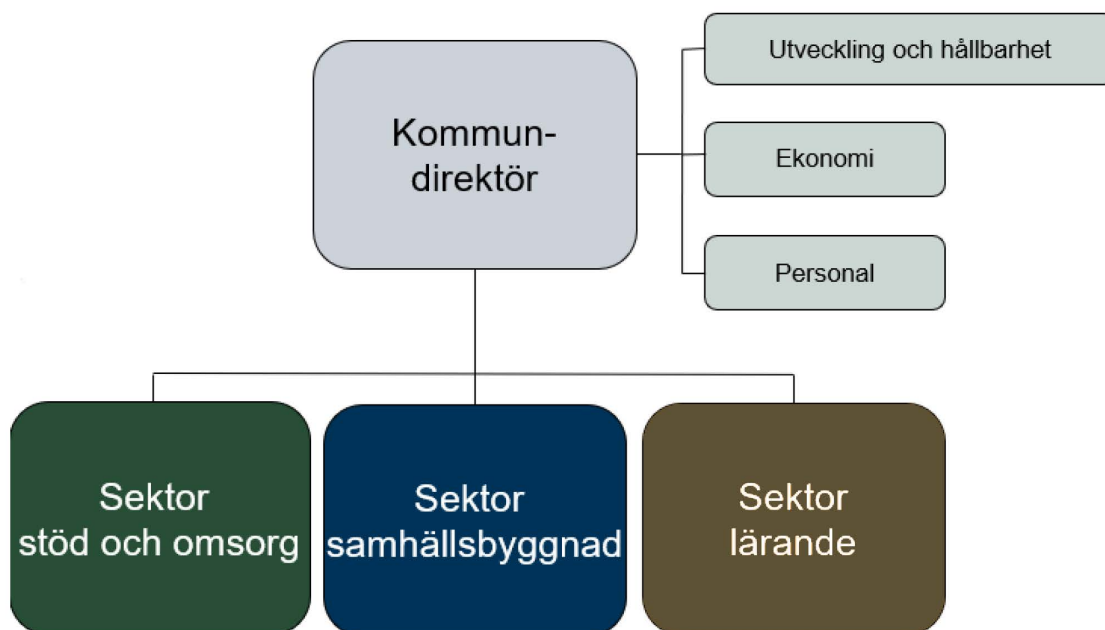 Kommun-
direktör
Utveckling och hållbarhet
Ekonomi
Personal
Sektor
stöd och omsorg
Sektor
samhällsbyggnad
Sektor
lärande